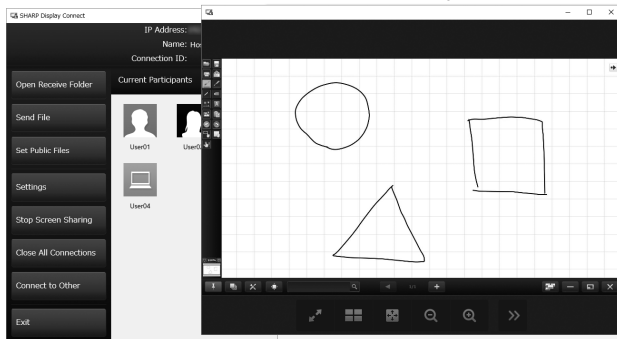 SHARP Display Connect
IP Address:
Name: Hos
Connection ID:
Open Receive Folder
Current Participants
Send File
User01
Set Public Files
Settings
User04
Stop Screen Sharing
Close All Connections
Connect to Other
Exit